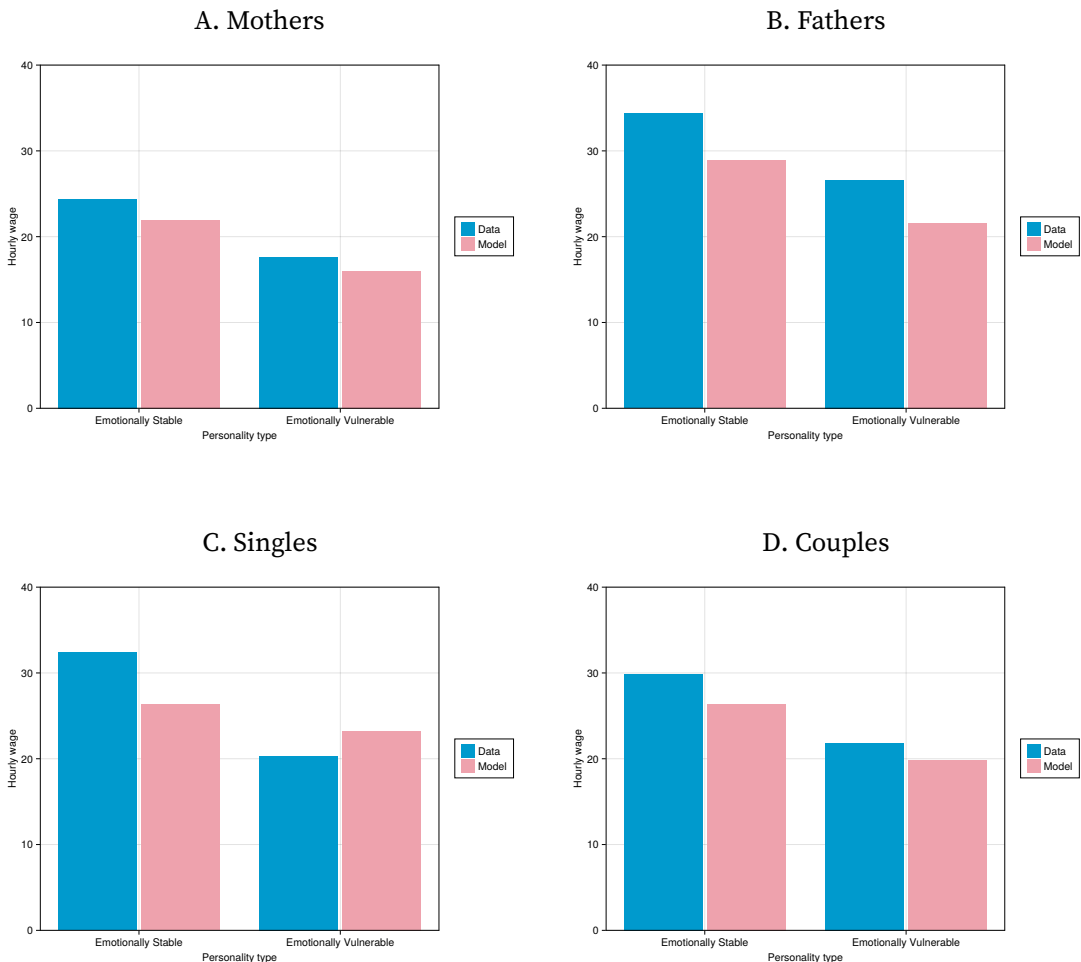 A. Mothers
40
30
20
10
0
Hourly wage
Emotionally Stable
Emotionally Vulnerable
Personality type
Data
Model
B. Fathers
40
30
20
10
0
Hourly wage
Emotionally Stable
Emotionally Vulnerable
Personality type
Data
Model
C. Singles
40
30
20
10
0
Hourly wage
Emotionally Stable
Emotionally Vulnerable
Personality type
Data
Model
D. Couples
40
30
20
10
0
Hourly wage
Emotionally Stable
Emotionally Vulnerable
Personality type
Data
Model